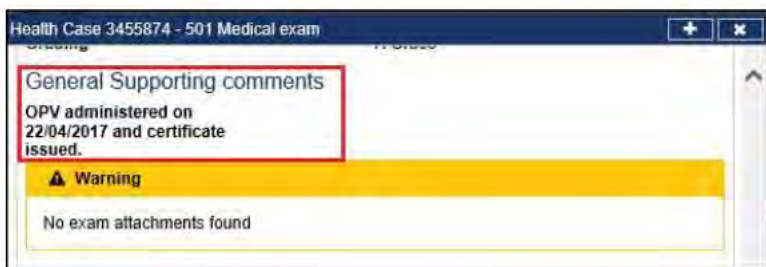 Health Case 3455874 - 501 Medical exam
General Supporting comments
OPV administered on
22/04/2017 and certificate
issued.
Warning
No exam attachments found